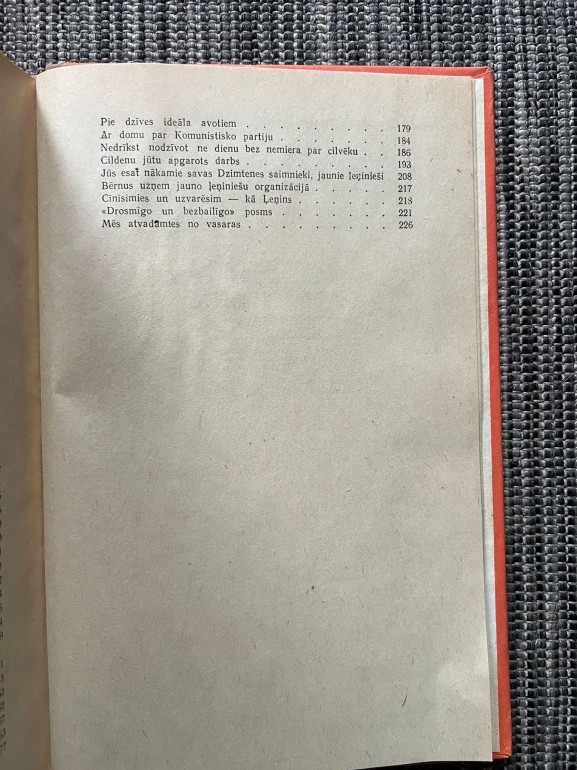 Pie dzīves ideāla avotiem . . . . . . . . 179
Ar domu par Komunistisko partiju . . . . . . 184
Nedrīkst nodzīvot ne dienu bez nemiera par cilvēku . . 186
Cildenu jūtu apgarots darbs . . . . . . . . 193
Jūs esat nākamie savas Dzimtenes saimnieki, jaunie ļeņinieši 208
Bērnus uzņem jauno ļeņiniešu organizācijā . . . . 217
Cīnīsimies un uzvarēsim — kā Ļeņins . . . . . 218
«Drosmīgo un bezbailīgo» posms . . . . . . 221
Mēs atvadāmies no vasaras . . . . . . . . 226